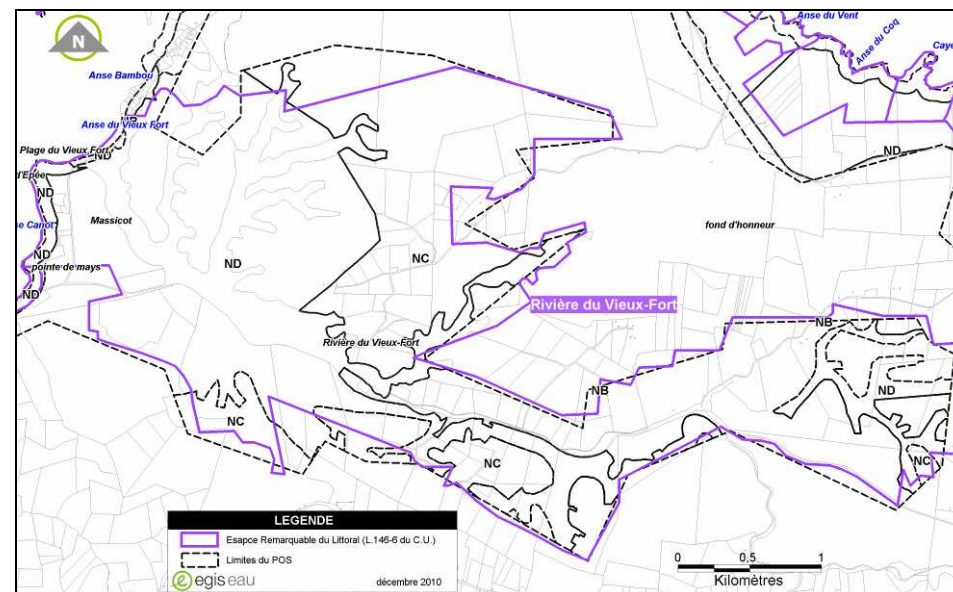 N
Anse du Vent
Anse du Coq
Caye
Anse Bambou
Anse du Vieux Fort
NB
Plage du Vieux Fort
ND
d'Epée
ND
ND
Massicot
fond d'honneur
se Canot
ND
NC
ND
pointe de mays
ND
Rivière du Vieux-Fort
Rivière du Vieux-Fort
NB
NB
ND
NC
NC
NC
LEGENDE
Esapce Remarquable du Littoral (L.146-6 du C.U.)
Limites du POS
egis eau
décembre 2010
0 0.5 1
Kilomètres